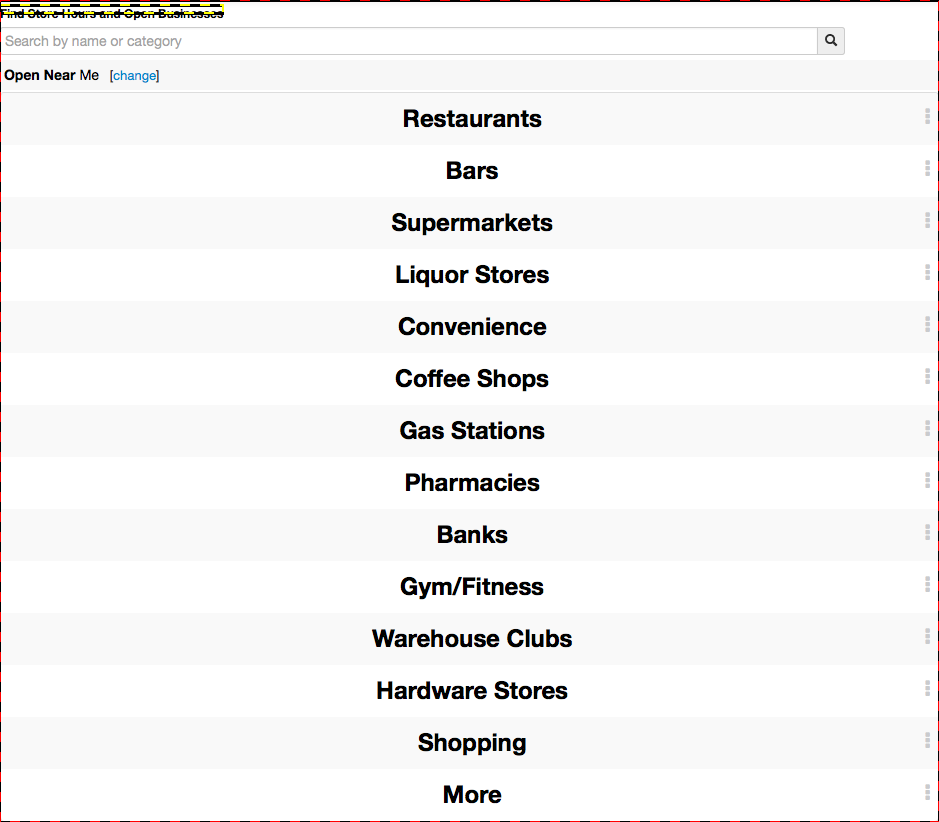 Find Store Hours and Open Businesses
Search by name or category
Open Near Me [change]
Restaurants
Bars
Supermarkets
Liquor Stores
Convenience
Coffee Shops
Gas Stations
Pharmacies
Banks
Gym/Fitness
Warehouse Clubs
Hardware Stores
Shopping
More